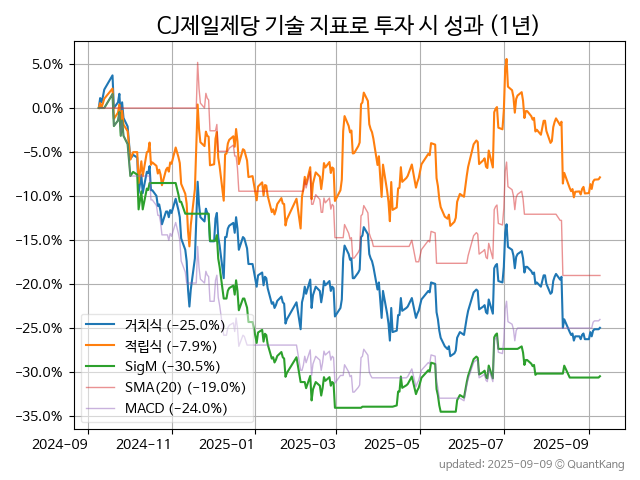 CJ제일제당 기술 지표로 투자 시 성과 (1년)
5.0%
0.0%
−5.0%
−10.0%
−15.0%
−20.0%
−25.0%
−30.0%
−35.0%
거치식 (−25.0%)
적립식 (−7.9%)
SigM (−30.5%)
SMA(20) (−19.0%)
MACD (−24.0%)
2024-09
2024-11
2025-01
2025-03
2025-05
2025-07
2025-09
updated: 2025-09-09 © QuantKang